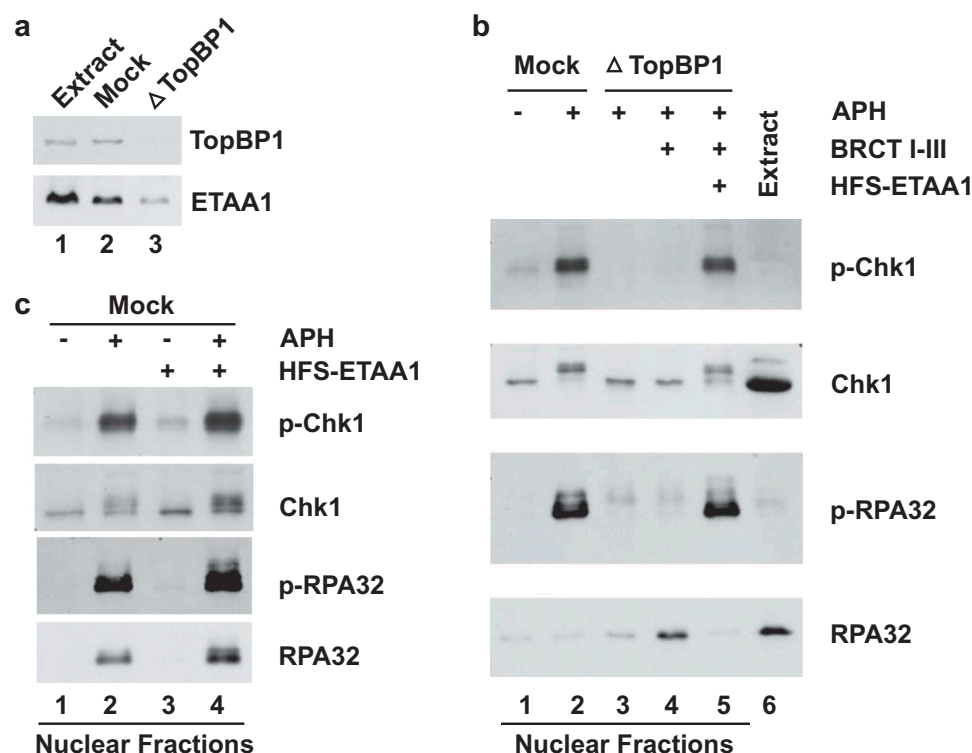 a
Extract
Mock
△ TopBP1
TopBP1
ETAA1
1 2 3
b
Mock △ TopBP1
- + + + + APH
+ + BRCT I-III
+ HFS-ETAA1
Extract
p-Chk1
Chk1
p-RPA32
RPA32
1 2 3 4 5 6
Nuclear Fractions
c
Mock
- + - + APH
+ + HFS-ETAA1
p-Chk1
Chk1
p-RPA32
RPA32
1 2 3 4
Nuclear Fractions